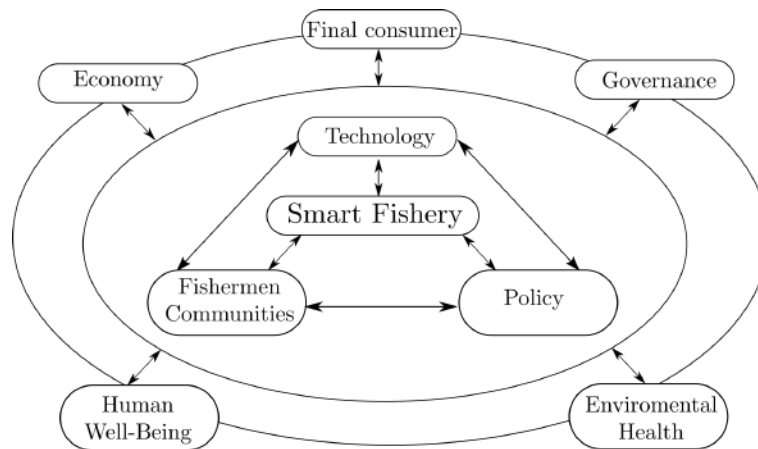 Final consumer
Economy
Governance
Technology
Smart Fishery
Fishermen
Communities
Policy
Human
Well-Being
Enviromental
Health